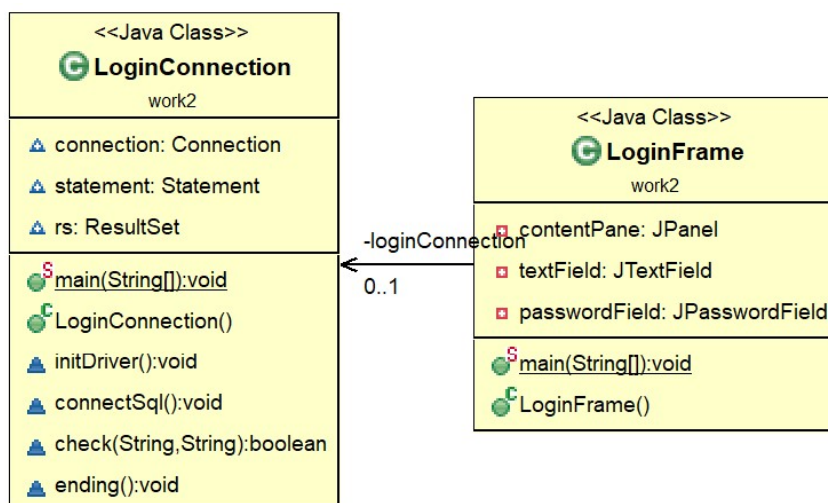 <<Java Class>>
LoginConnection
work2
connection: Connection
statement: Statement
rs: ResultSet
main(String[]):void
LoginConnection()
initDriver():void
connectSql():void
check(String,String):boolean
ending():void
-loginConnection
0..1
<<Java Class>>
LoginFrame
work2
contentPane: JPanel
textField: JTextField
passwordField: JPasswordField
main(String[]):void
LoginFrame()